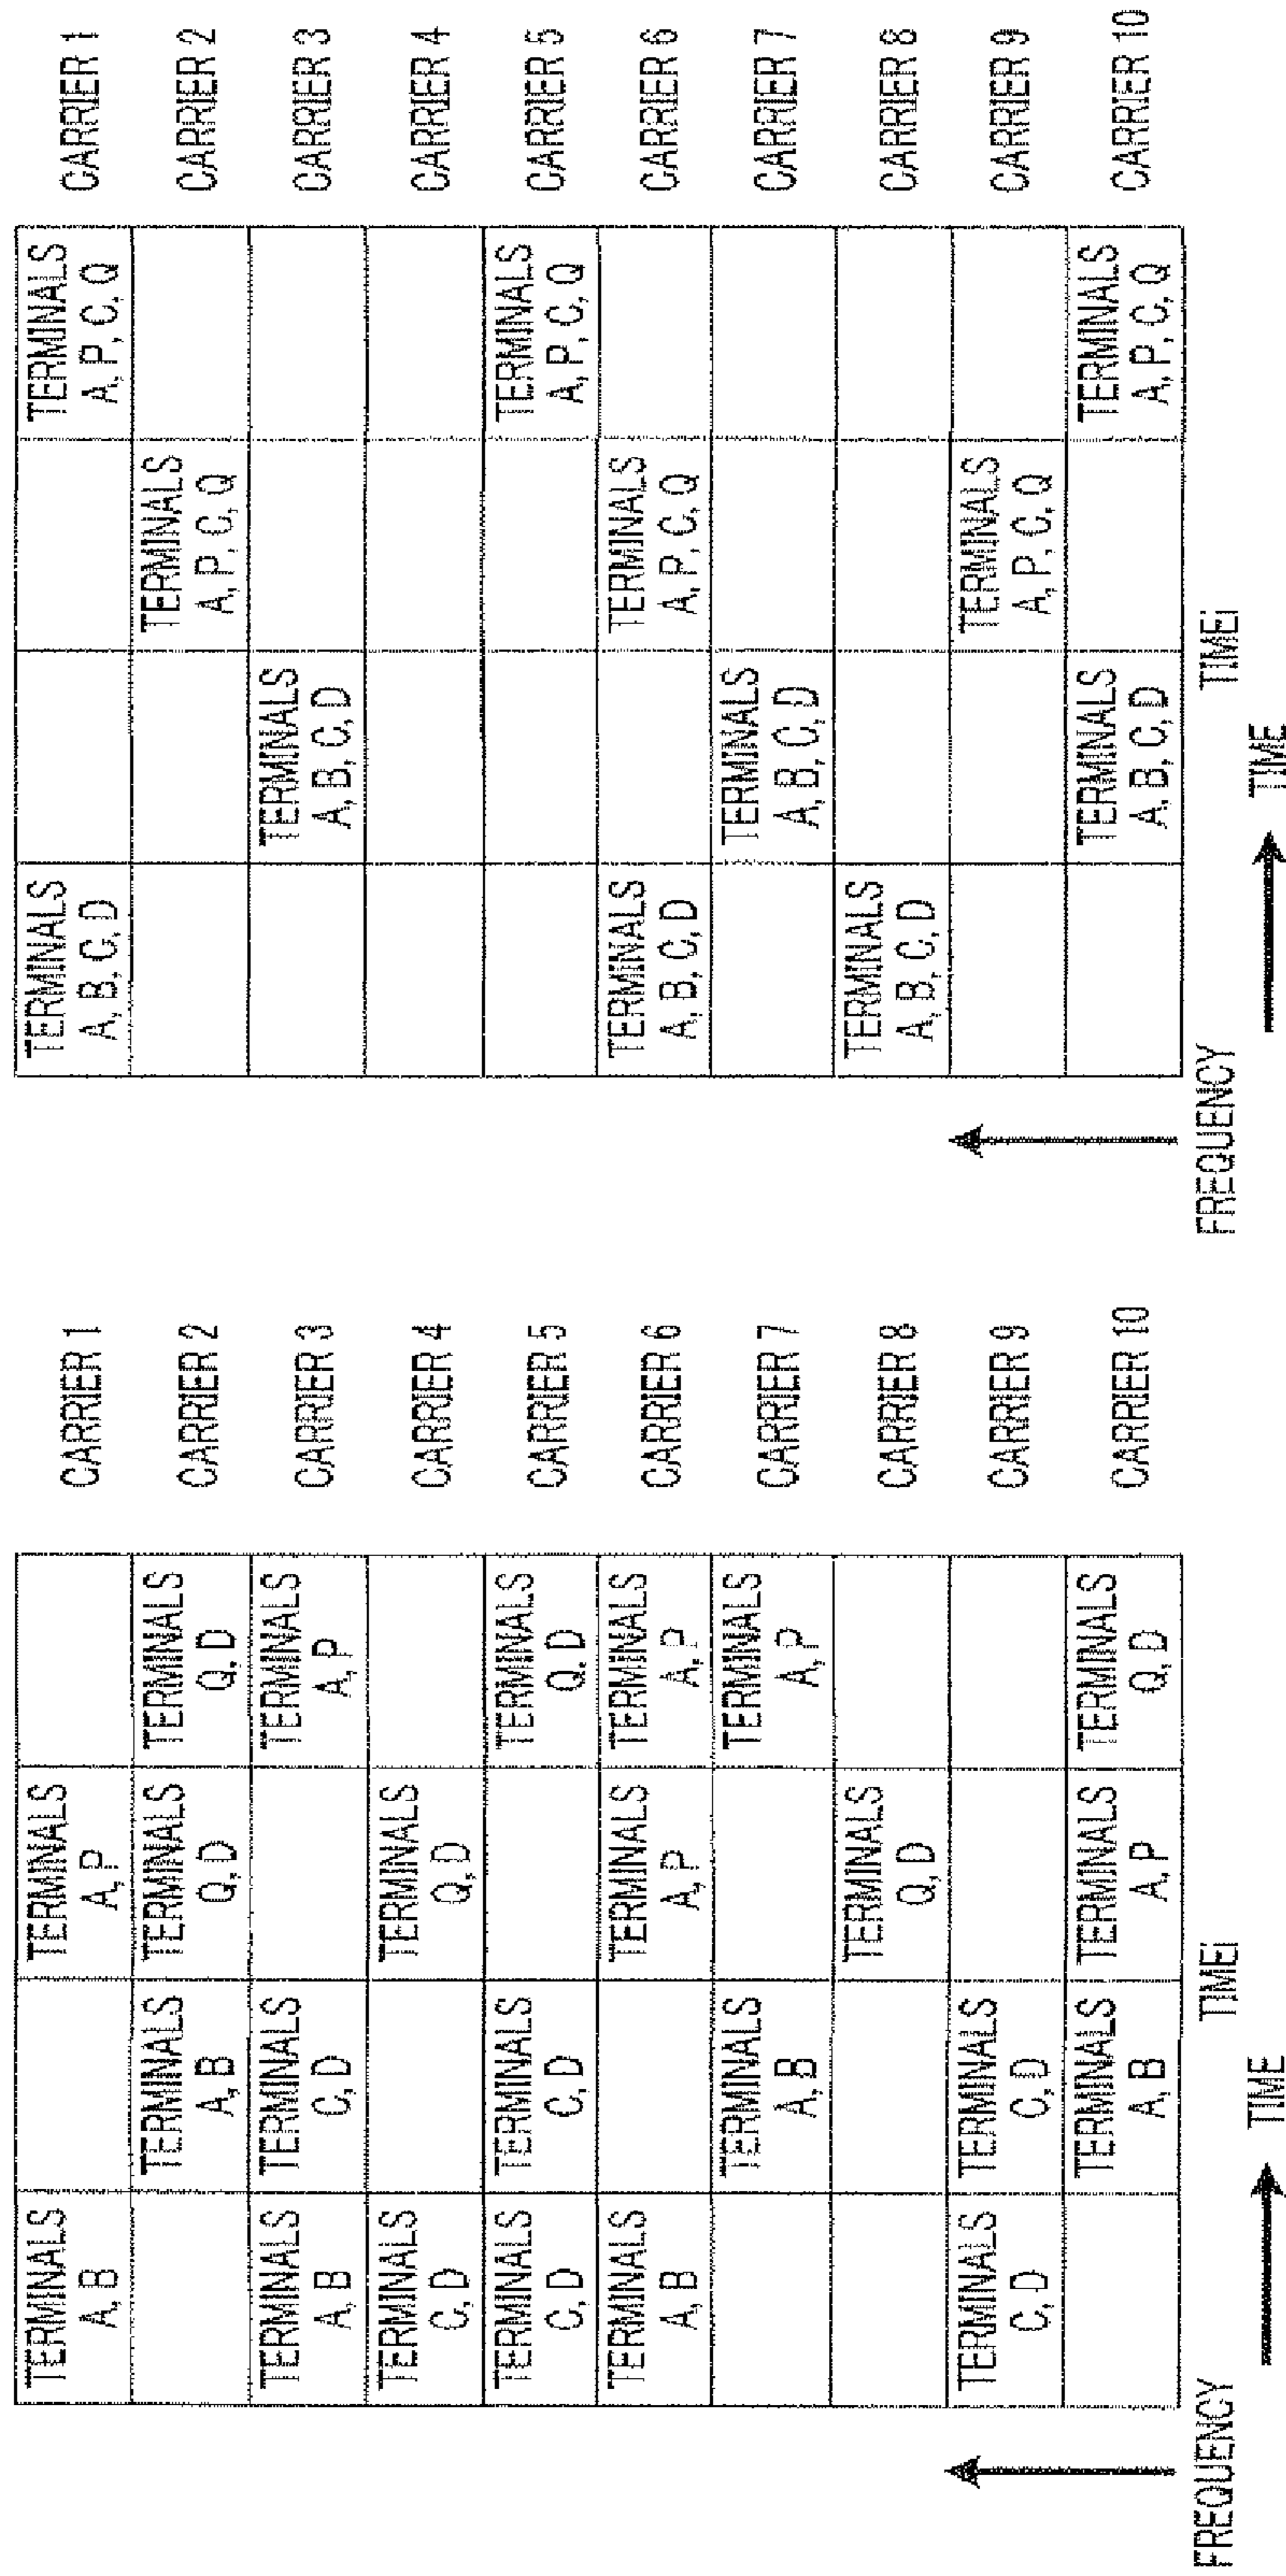 TERMINALS
A, B
TERMINALS
A, P
CARRIER 1
TERMINALS
A, B
TERMINALS
Q, D
TERMINALS
Q, D
CARRIER 2
TERMINALS
A, B
TERMINALS
C, D
TERMINALS
A, P
CARRIER 3
TERMINALS
C, D
TERMINALS
Q, D
CARRIER 4
TERMINALS
C, D
TERMINALS
C, D
TERMINALS
Q, D
CARRIER 5
TERMINALS
A, B
TERMINALS
A, P
TERMINALS
A, P
CARRIER 6
TERMINALS
A, B
TERMINALS
A, P
CARRIER 7
TERMINALS
Q, D
CARRIER 8
TERMINALS
C, D
TERMINALS
C, D
CARRIER 9
TERMINALS
A, B
TERMINALS
A, P
TERMINALS
Q, D
CARRIER 10
FREQUENCY
TIMEi
TIME
TERMINALS
A, B, C, D
TERMINALS
A, P, C, Q
CARRIER 1
TERMINALS
A, P, C, Q
CARRIER 2
TERMINALS
A, B, C, D
CARRIER 3
CARRIER 4
TERMINALS
A, P, C, Q
CARRIER 5
TERMINALS
A, B, C, D
TERMINALS
A, P, C, Q
CARRIER 6
TERMINALS
A, B, C, D
CARRIER 7
TERMINALS
A, B, C, D
CARRIER 8
TERMINALS
A, P, C, Q
CARRIER 9
TERMINALS
A, B, C, D
TERMINALS
A, P, C, Q
CARRIER 10
FREQUENCY
TIMEi
TIME